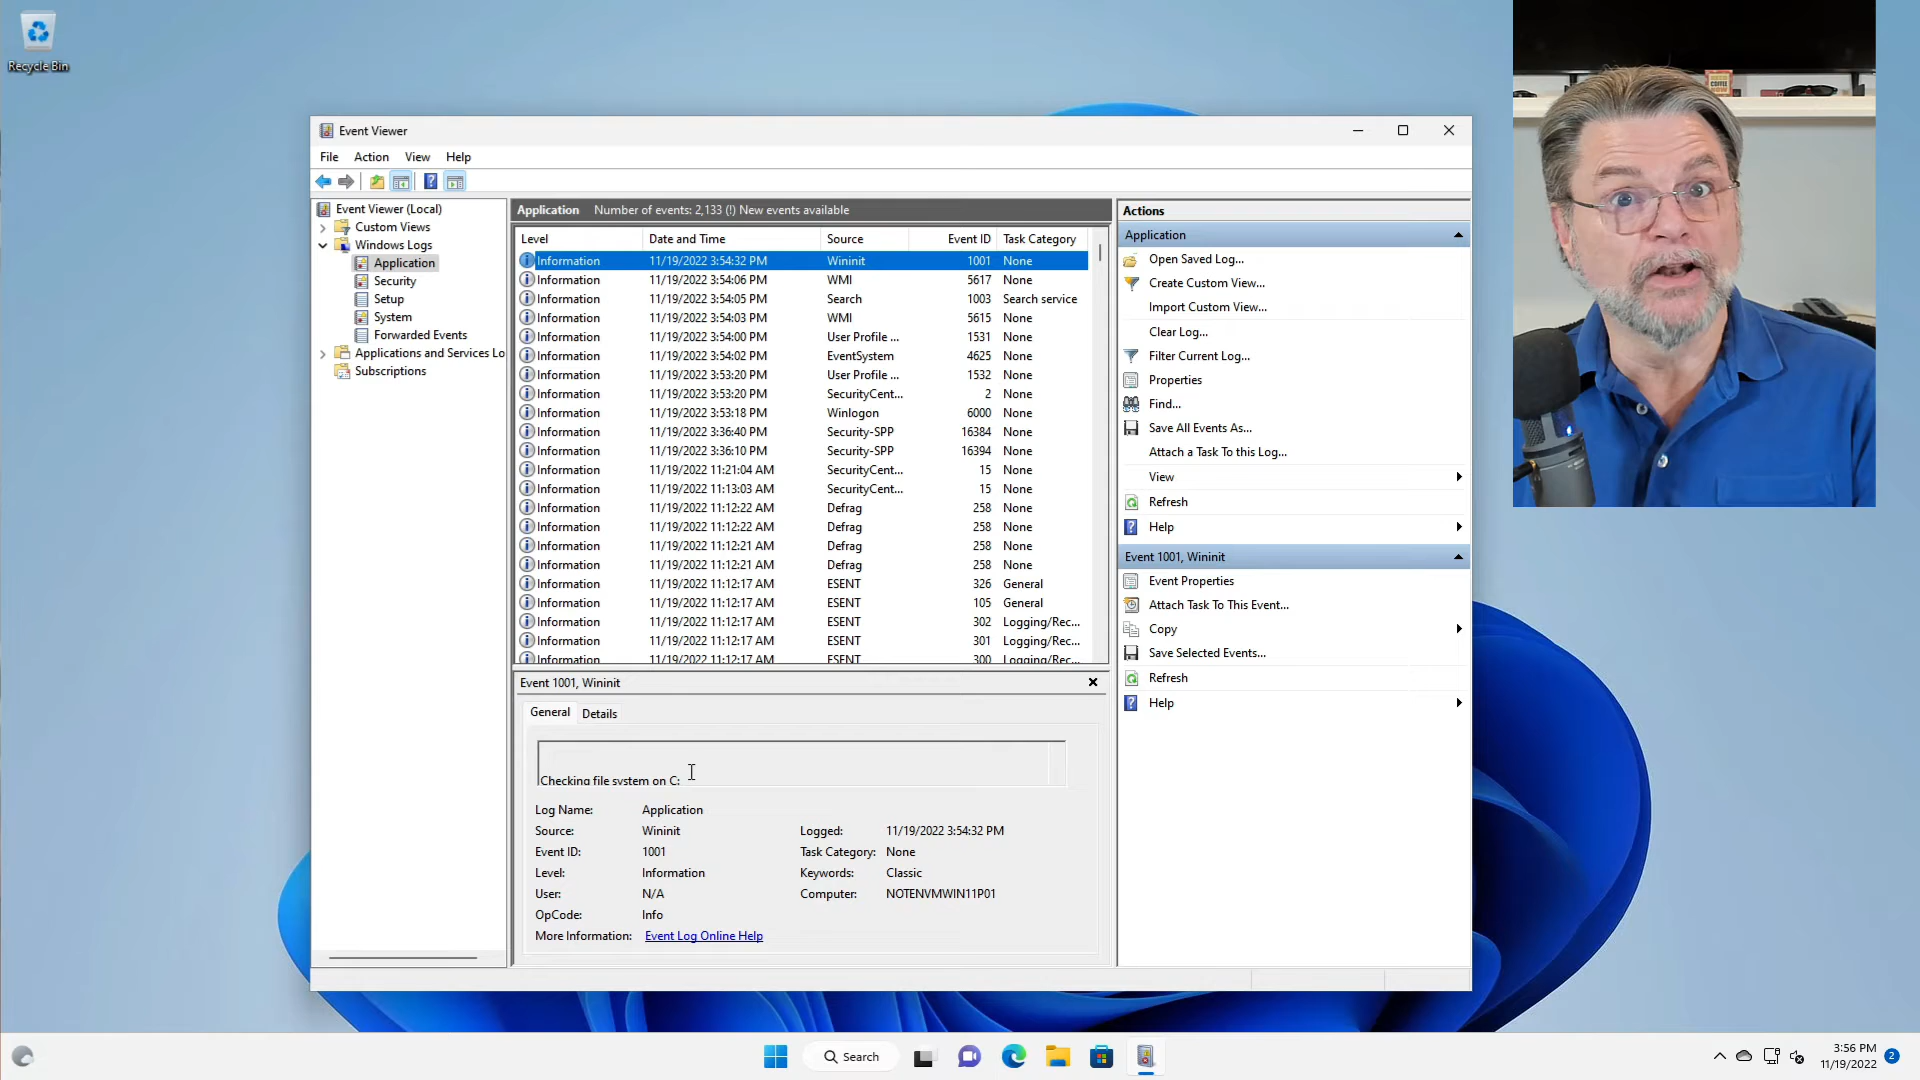 Recycle Bin
Event Viewer
File Action View Help
Event Viewer (Local)
Custom Views
Windows Logs
Application
Security
Setup
System
Forwarded Events
Applications and Services Lo
Subscriptions
Application Number of events: 2,133 (!) New events available
Level Date and Time Source Event ID Task Category
Information 11/19/2022 3:54:32 PM Wininit 1001 None
Information 11/19/2022 3:54:06 PM WMI 5617 None
Information 11/19/2022 3:54:05 PM Search 1003 Search service
Information 11/19/2022 3:54:03 PM WMI 5615 None
Information 11/19/2022 3:54:00 PM User Profile ... 1531 None
Information 11/19/2022 3:54:02 PM EventSystem 4625 None
Information 11/19/2022 3:53:20 PM User Profile ... 1532 None
Information 11/19/2022 3:53:20 PM SecurityCent... 2 None
Information 11/19/2022 3:53:18 PM Winlogon 6000 None
Information 11/19/2022 3:36:40 PM Security-SPP 16384 None
Information 11/19/2022 3:36:10 PM Security-SPP 16394 None
Information 11/19/2022 11:21:04 AM SecurityCent... 15 None
Information 11/19/2022 11:13:03 AM SecurityCent... 15 None
Information 11/19/2022 11:12:22 AM Defrag 258 None
Information 11/19/2022 11:12:22 AM Defrag 258 None
Information 11/19/2022 11:12:21 AM Defrag 258 None
Information 11/19/2022 11:12:21 AM Defrag 258 None
Information 11/19/2022 11:12:17 AM ESENT 326 General
Information 11/19/2022 11:12:17 AM ESENT 105 General
Information 11/19/2022 11:12:17 AM ESENT 302 Logging/Rec...
Information 11/19/2022 11:12:17 AM ESENT 301 Logging/Rec...
Information 11/19/2022 11:12:17 AM ESENT 300 Logging/Rec...
Event 1001, Wininit
General Details
Checking file system on C:
Log Name: Application
Source: Wininit Logged: 11/19/2022 3:54:32 PM
Event ID: 1001 Task Category: None
Level: Information Keywords: Classic
User: N/A Computer: NOTENVMWIN11P01
OpCode: Info
More Information: Event Log Online Help
Actions
Application
Open Saved Log...
Create Custom View...
Import Custom View...
Clear Log...
Filter Current Log...
Properties
Find...
Save All Events As...
Attach a Task To this Log...
View
Refresh
Help
Event 1001, Wininit
Event Properties
Attach Task To This Event...
Copy
Save Selected Events...
Refresh
Help
Search
3:56 PM
11/19/2022
2